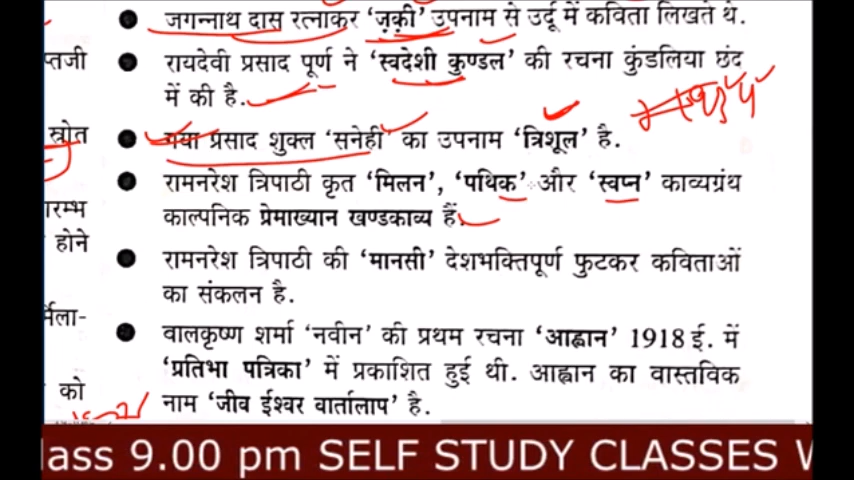 जगन्नाथ दास रत्नाकर ‘ज़क़ी’ उपनाम से उर्दू में कविता लिखते थे.
प्तजी
रायदेवी प्रसाद पूर्ण ने ‘स्वदेशी कुण्डल’ की रचना कुंडलिया छंद
में की है.
स्रोत
गया प्रसाद शुक्ल ‘सनेही’ का उपनाम ‘त्रिशूल’ है.
रामनरेश त्रिपाठी कृत ‘मिलन’, ‘पथिक’ और ‘स्वप्न’ काव्यग्रंथ
रम्भ
काल्पनिक प्रेमाख्यान खण्डकाव्य हैं.
होने
रामनरेश त्रिपाठी की ‘मानसी’ देशभक्तिपूर्ण फुटकर कविताओं
का संकलन है.
र्मिला-
वालकृष्ण शर्मा ‘नवीन’ की प्रथम रचना ‘आह्वान’ 1918 ई. में
‘प्रतिभा पत्रिका’ में प्रकाशित हुई थी. आह्वान का वास्तविक
को
नाम ‘जीव ईश्वर वार्तालाप’ है.
lass 9.00 pm SELF STUDY CLASSES W